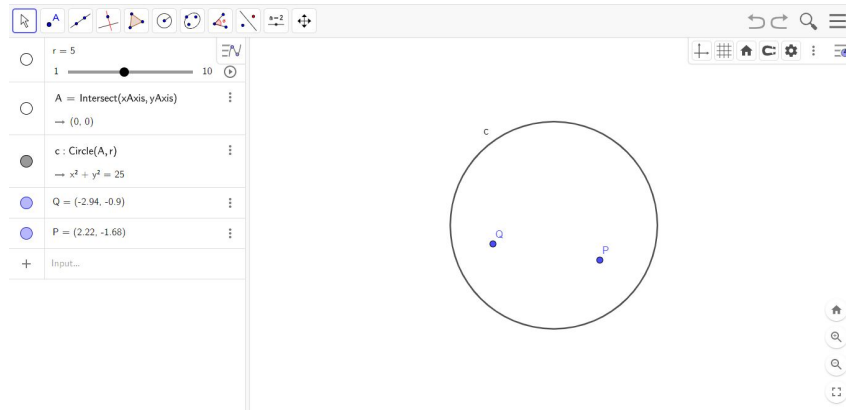 A
a=2
r = 5
1
10
A = Intersect(xAxis, yAxis)
→ (0, 0)
c : Circle(A, r)
→ x² + y² = 25
Q = (-2.94, -0.9)
P = (2.22, -1.68)
Input...
c
Q
P